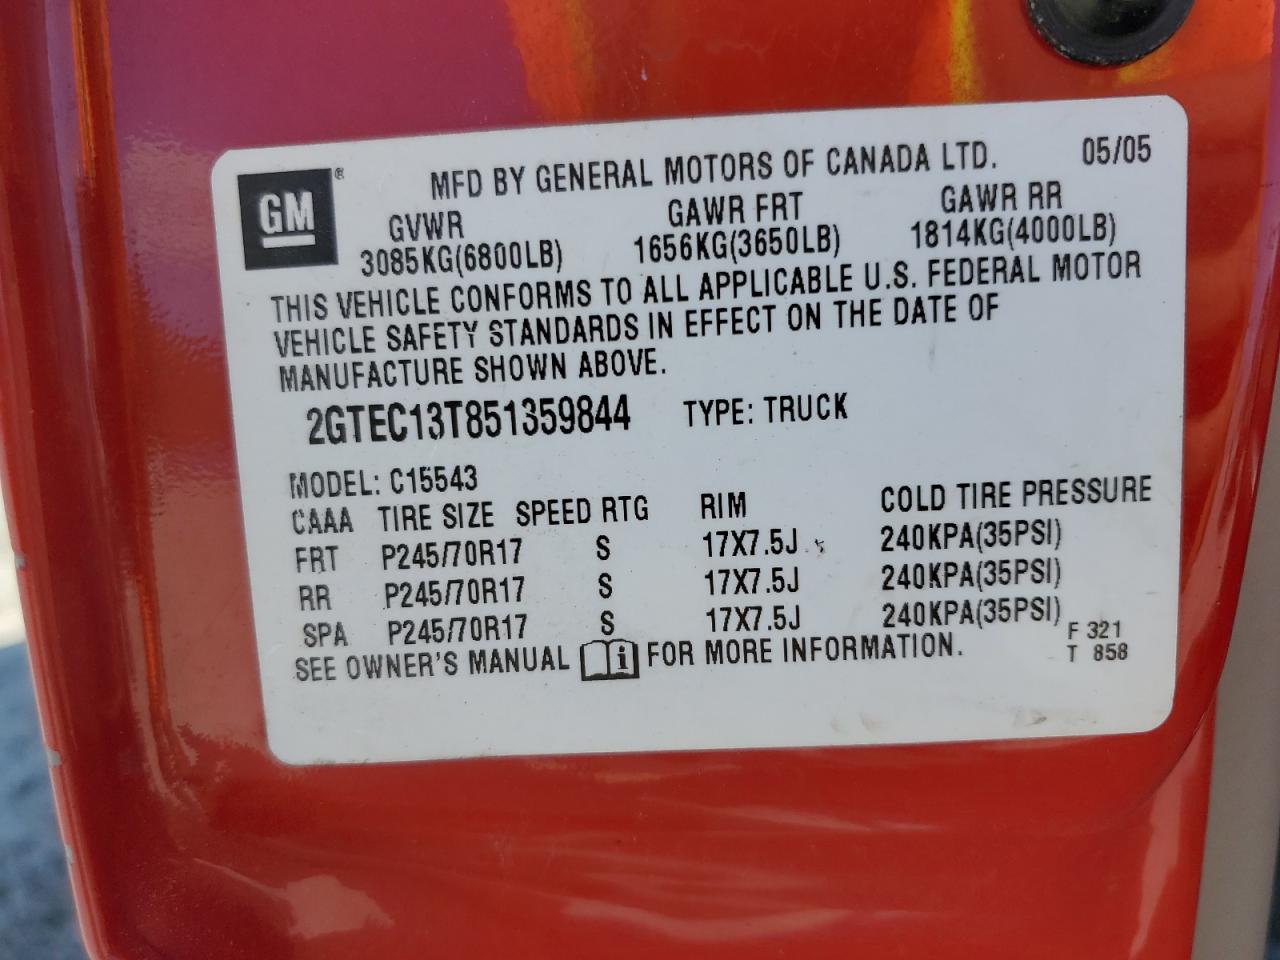 GM ®
MFD BY GENERAL MOTORS OF CANADA LTD. 05/05
GVWR GAWR FRT GAWR RR
3085KG(6800LB) 1656KG(3650LB) 1814KG(4000LB)
THIS VEHICLE CONFORMS TO ALL APPLICABLE U.S. FEDERAL MOTOR
VEHICLE SAFETY STANDARDS IN EFFECT ON THE DATE OF
MANUFACTURE SHOWN ABOVE.
2GTEC13T851359844 TYPE: TRUCK
MODEL: C15543
CAAA TIRE SIZE SPEED RTG RIM COLD TIRE PRESSURE
FRT P245/70R17 S 17X7.5J 240KPA(35PSI)
RR P245/70R17 S 17X7.5J 240KPA(35PSI)
SPA P245/70R17 S 17X7.5J 240KPA(35PSI)
SEE OWNER'S MANUAL i FOR MORE INFORMATION.
F 321
T 858